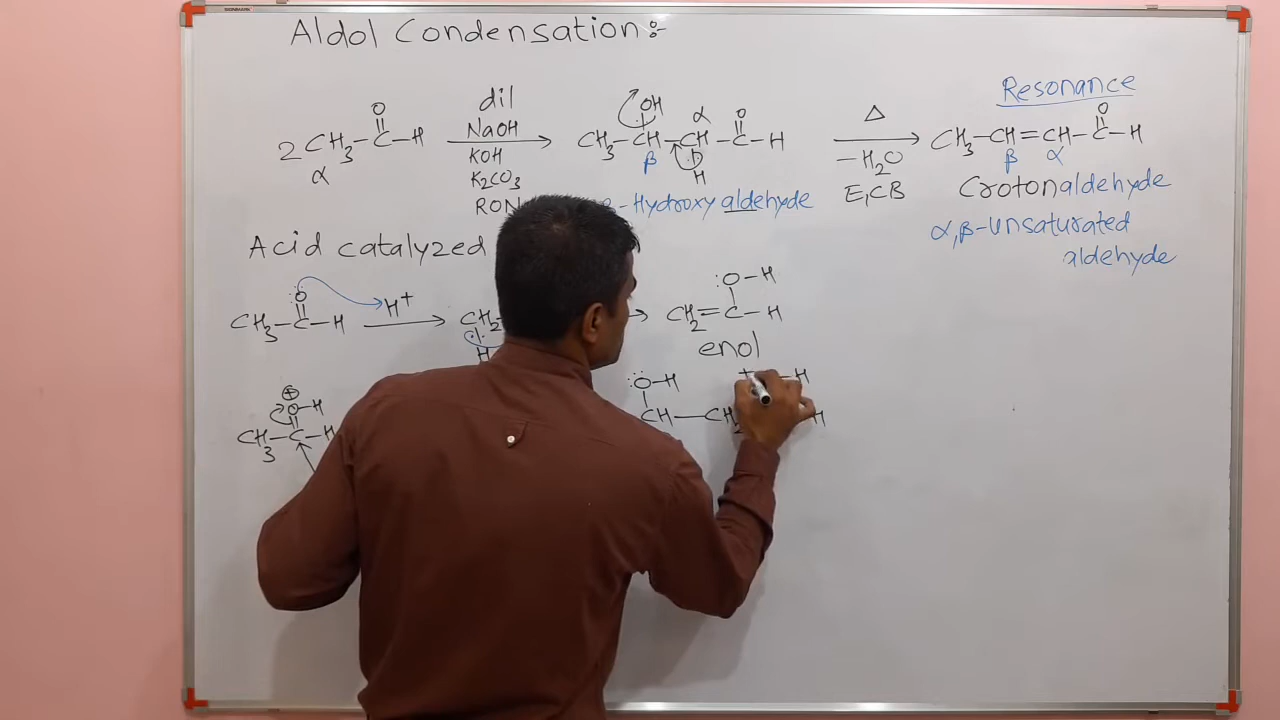 Aldol Condensation:-
dil
NaOH
KOH
K2CO3
2 CH3-C-H
O
α
OH
α
CH3-CH-CH-C-H
O
β
H
β-Hydroxy aldehyde
Δ
-H2O
E1CB
Resonance
O
CH3-CH=CH-C-H
β α
Crotonaldehyde
α,β-Unsaturated
aldehyde
Acid catalyzed
:O:
CH3-C-H
H+
CH2
H
:O-H
CH2=C-H
enol
⊕
O-H
CH3-C-H
:O-H
CH-CH2
+
H
H